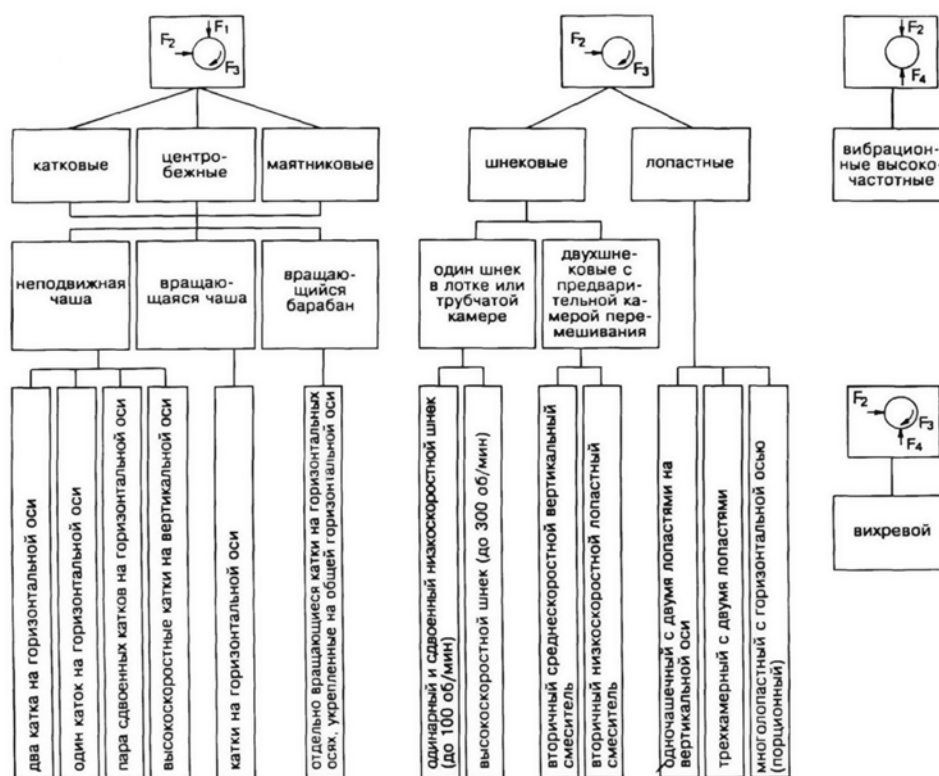 F₁
F₂
F₃
F₂
F₃
F₂
F₄
катковые
центро-
бежные
маятниковые
шнековые
лопастные
вибрацион-
ные высоко-
частотные
неподвижная
чаша
вращаю-
щаяся чаша
вращаю-
щийся
барабан
один шнек
в лотке или
трубчатой
камере
двухшне-
ковые с
предвари-
тельной ка-
мерой пере-
мешивания
два катка на горизонтальной оси
один каток на горизонтальной оси
пара сдвоенных катков на горизонтальной оси
высокоскоростные катки на вертикальной оси
катки на горизонтальной оси
отдельно вращающиеся катки на горизонтальных
осях, укрепленные на общей горизонтальной оси
одинарный и сдвоенный низкоскоростной шнек
(до 100 об/мин)
высокоскоростной шнек (до 300 об/мин)
вторичный среднескоростной вертикальный
смеситель
вторичный низкоскоростной лопастный
смеситель
одночашечный с двумя лопастями на
вертикальной оси
трехкамерный с двумя лопастями
многолопастный с горизонтальной осью
(порционный)
F₂
F₃
F₄
вихревой